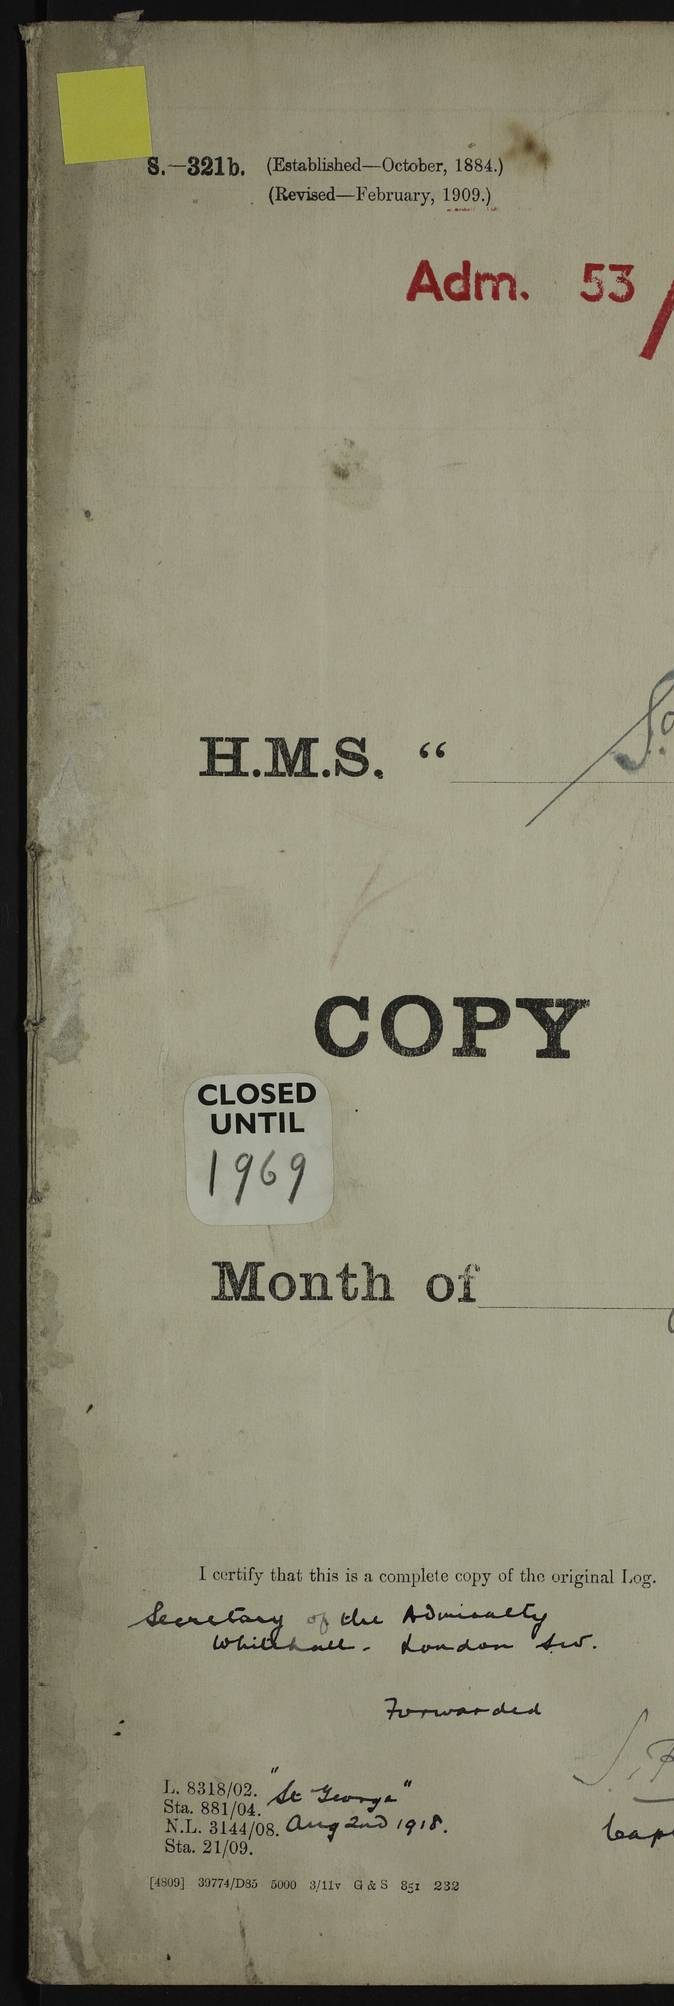 S.—321b. (Established—October, 1884.)
(Revised—February, 1909.)
Adm. 53/
H.M.S. "
COPY
CLOSED
UNTIL
1969
Month of
I certify that this is a complete copy of the original Log.
Secretary of the Admiralty
Whitehall - London S.W.
Forwarded
L. 8318/02. "St George"
Sta. 881/04.
N.L. 3144/08. Aug 2nd 1918.
Sta. 21/09.
[4809] 39774/D85 5000 3/11v G & S 351 232